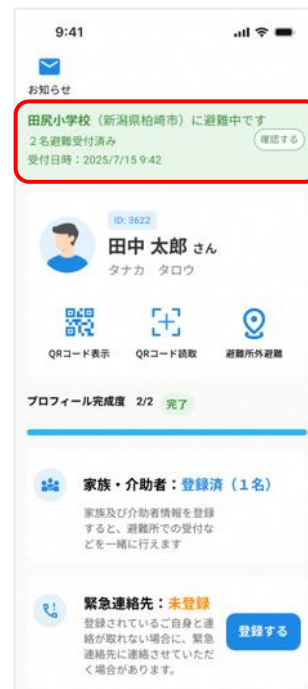 9:41
お知らせ
田尻小学校（新潟県柏崎市）に避難中です
２名避難受付済み
確認する
受付日時：2025/7/15 9:42
ID: 3622
田中 太郎 さん
タナカ タロウ
QRコード表示 QRコード読取 避難所外避難
プロフィール完成度 2/2 完了
家族・介助者：登録済（１名）
家族及び介助者情報を登録
すると、避難所での受付な
どを一緒に行えます
緊急連絡先：未登録
登録されているご自身と連
絡が取れない場合に、緊急
連絡先に連絡させていただ
く場合があります。
登録する